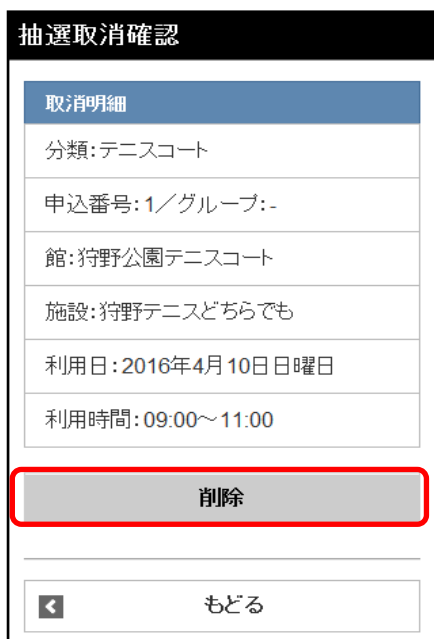 抽選取消確認
取消明細
分類:テニスコート
申込番号:1／グループ:-
館:狩野公園テニスコート
施設:狩野テニスどちらでも
利用日:2016年4月10日日曜日
利用時間:09:00～11:00
削除
もどる